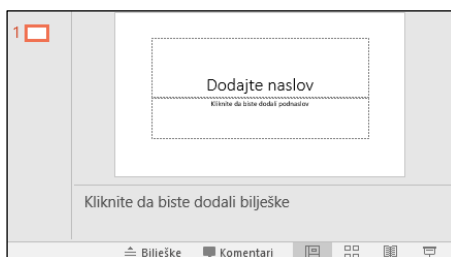 1
Dodajte naslov
Kliknite da biste dodali podnaslov
Kliknite da biste dodali bilješke
Bilješke Komentari